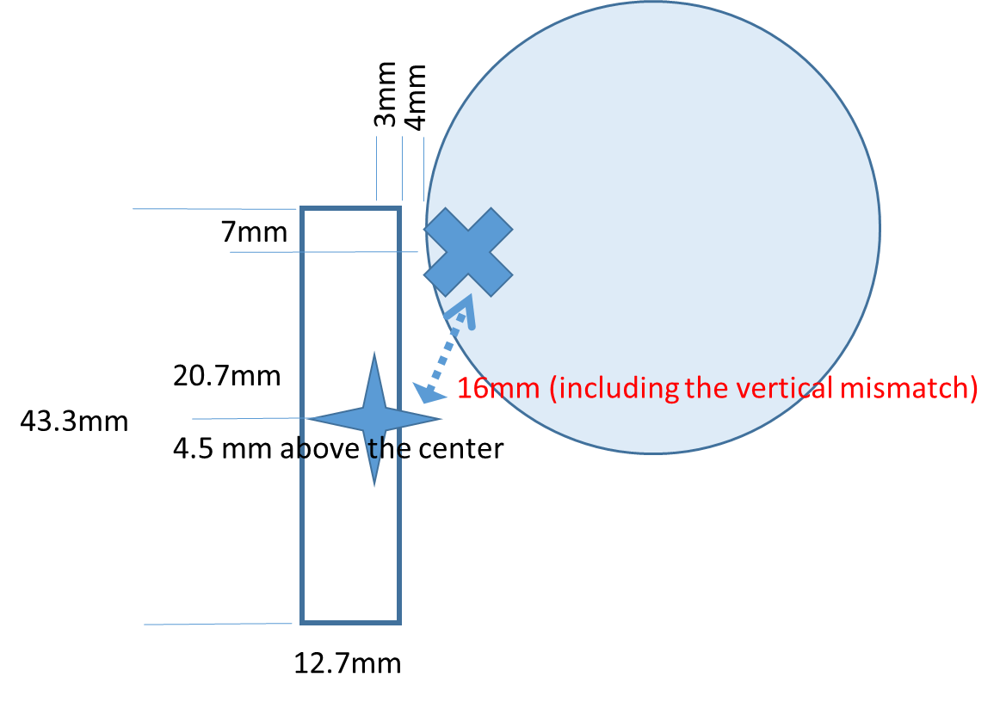 3mm
4mm
7mm
20.7mm
16mm (including the vertical mismatch)
43.3mm
4.5 mm above the center
12.7mm